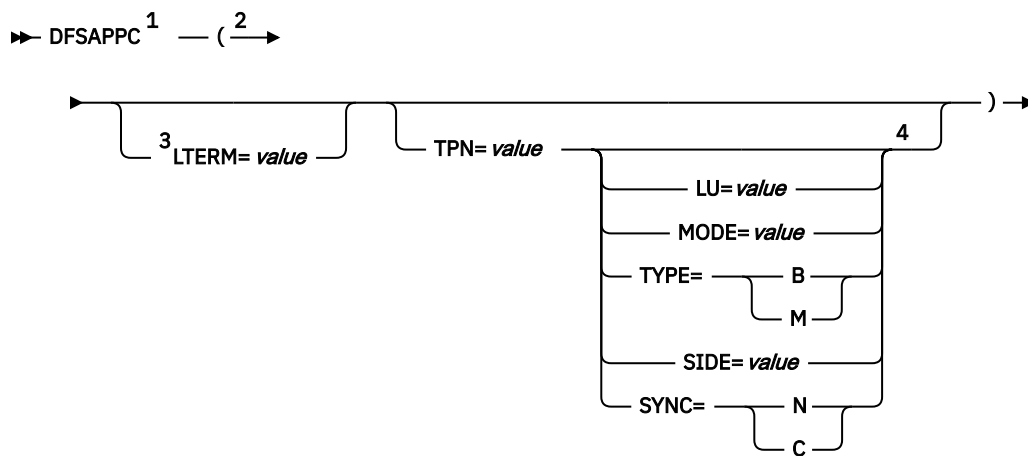 DFSAPPC 1 ( 2
3 LTERM= value TPN= value 4 )
LU= value
MODE= value
TYPE= B
M
SIDE= value
SYNC= N
C